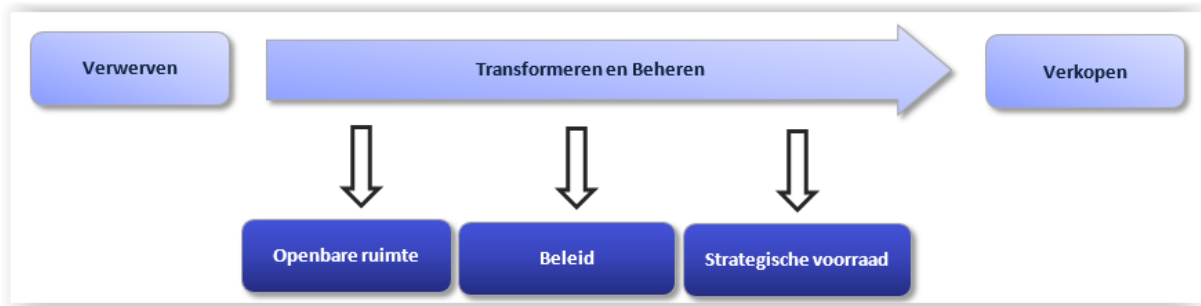 Verwerven
Transformeren en Beheren
Verkopen
Openbare ruimte
Beleid
Strategische voorraad